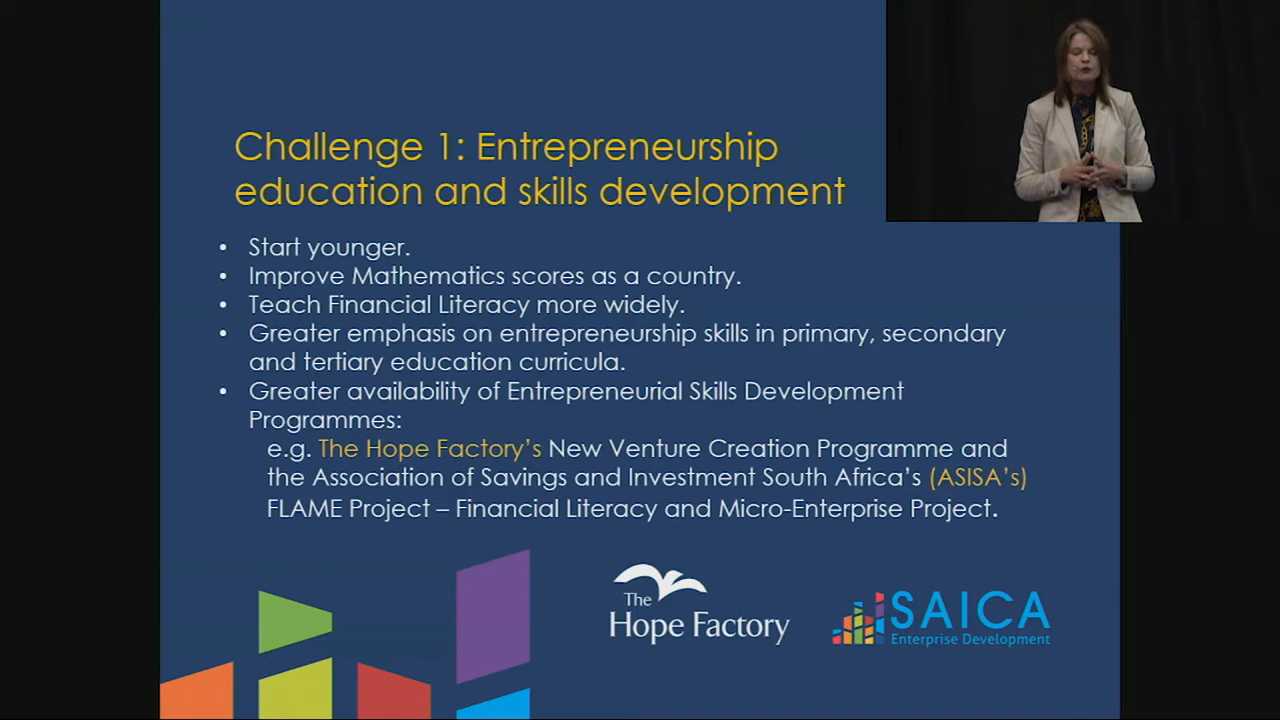 Challenge 1: Entrepreneurship
education and skills development
• Start younger.
• Improve Mathematics scores as a country.
• Teach Financial Literacy more widely.
• Greater emphasis on entrepreneurship skills in primary, secondary
and tertiary education curricula.
• Greater availability of Entrepreneurial Skills Development
Programmes:
e.g. The Hope Factory’s New Venture Creation Programme and
the Association of Savings and Investment South Africa’s (ASISA’s)
FLAME Project – Financial Literacy and Micro-Enterprise Project.
The
Hope Factory
SAICA
Enterprise Development